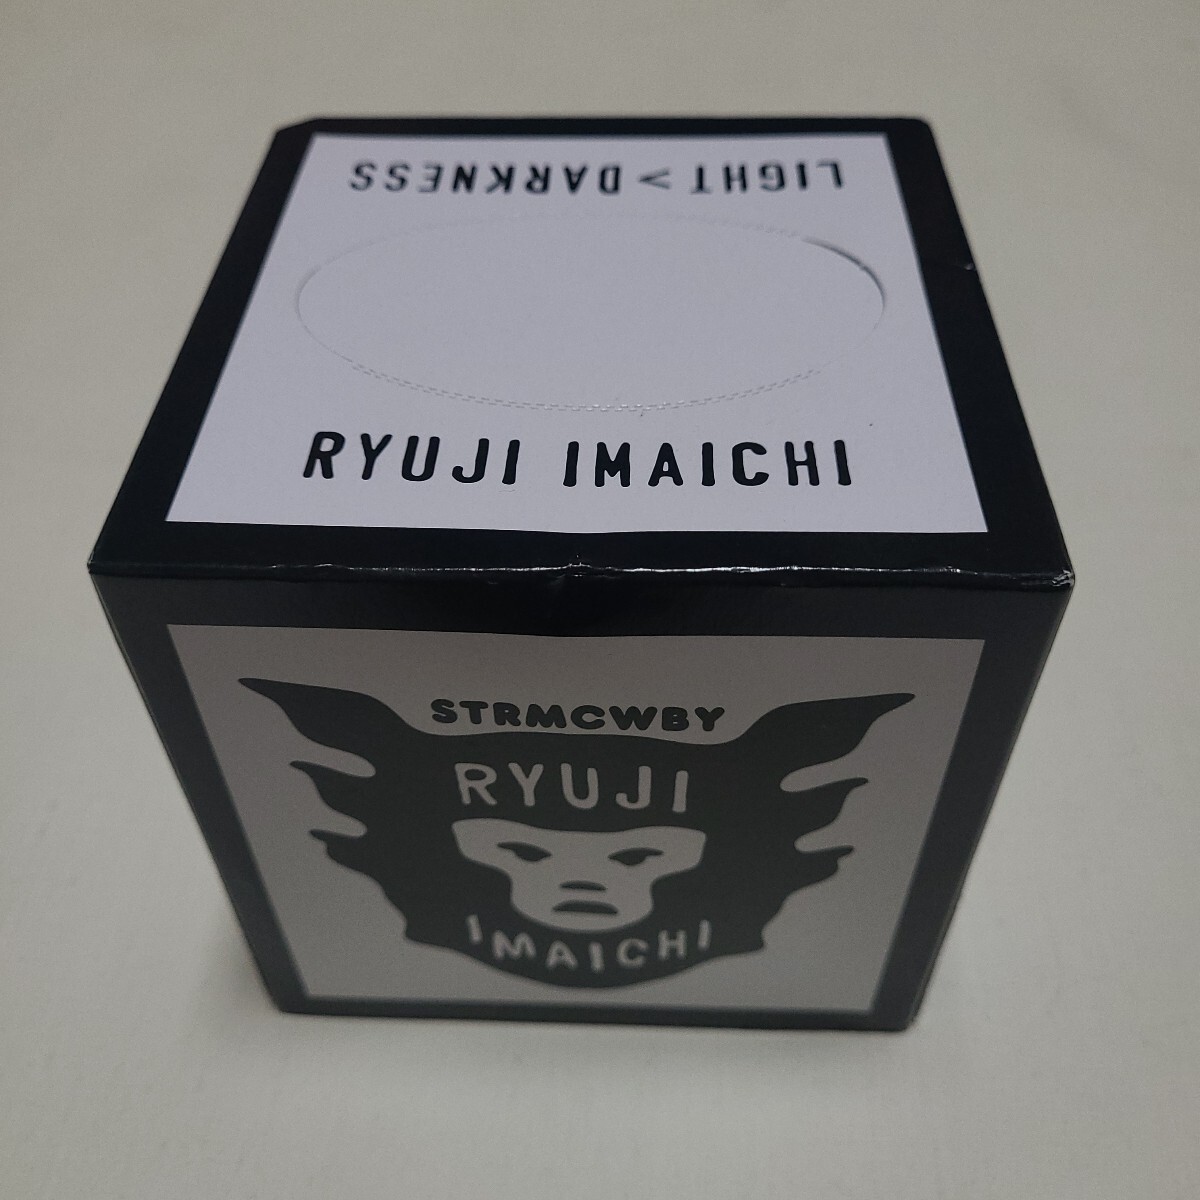 LIGHT > DARKNESS
RYUJI IMAICHI
STRMCWBY
RYUJI
IMAICHI